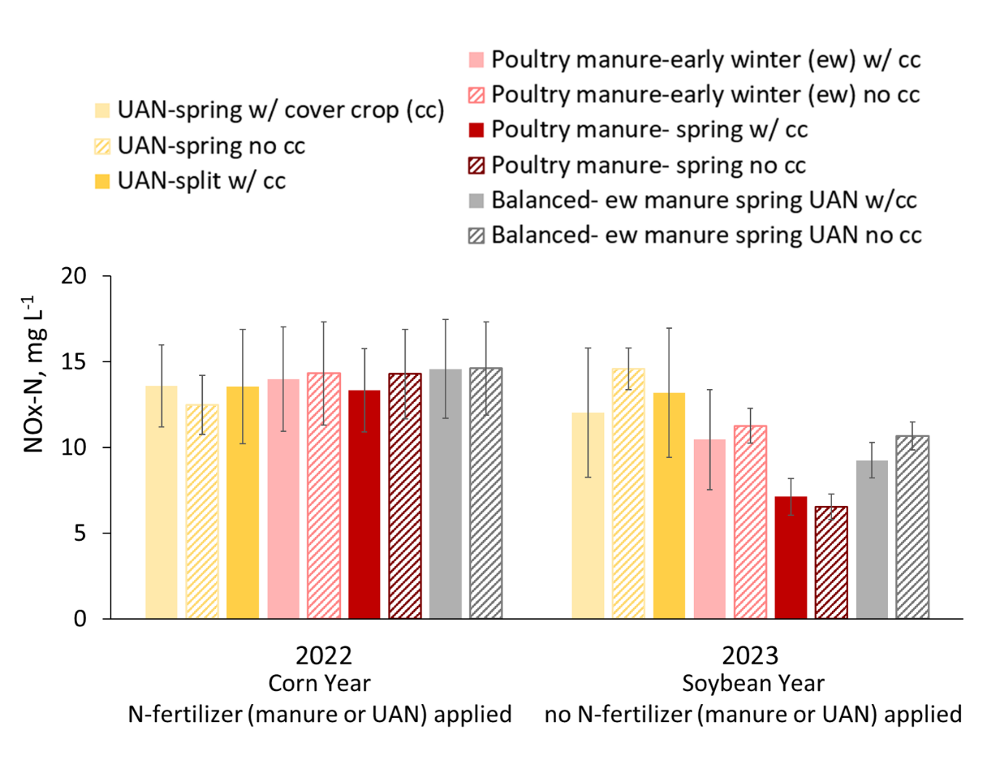 UAN-spring w/ cover crop (cc)
UAN-spring no cc
UAN-split w/ cc
Poultry manure-early winter (ew) w/ cc
Poultry manure-early winter (ew) no cc
Poultry manure- spring w/ cc
Poultry manure- spring no cc
Balanced- ew manure spring UAN w/cc
Balanced- ew manure spring UAN no cc
NOx-N, mg L⁻¹
20
15
10
5
0
2022
Corn Year
N-fertilizer (manure or UAN) applied
2023
Soybean Year
no N-fertilizer (manure or UAN) applied